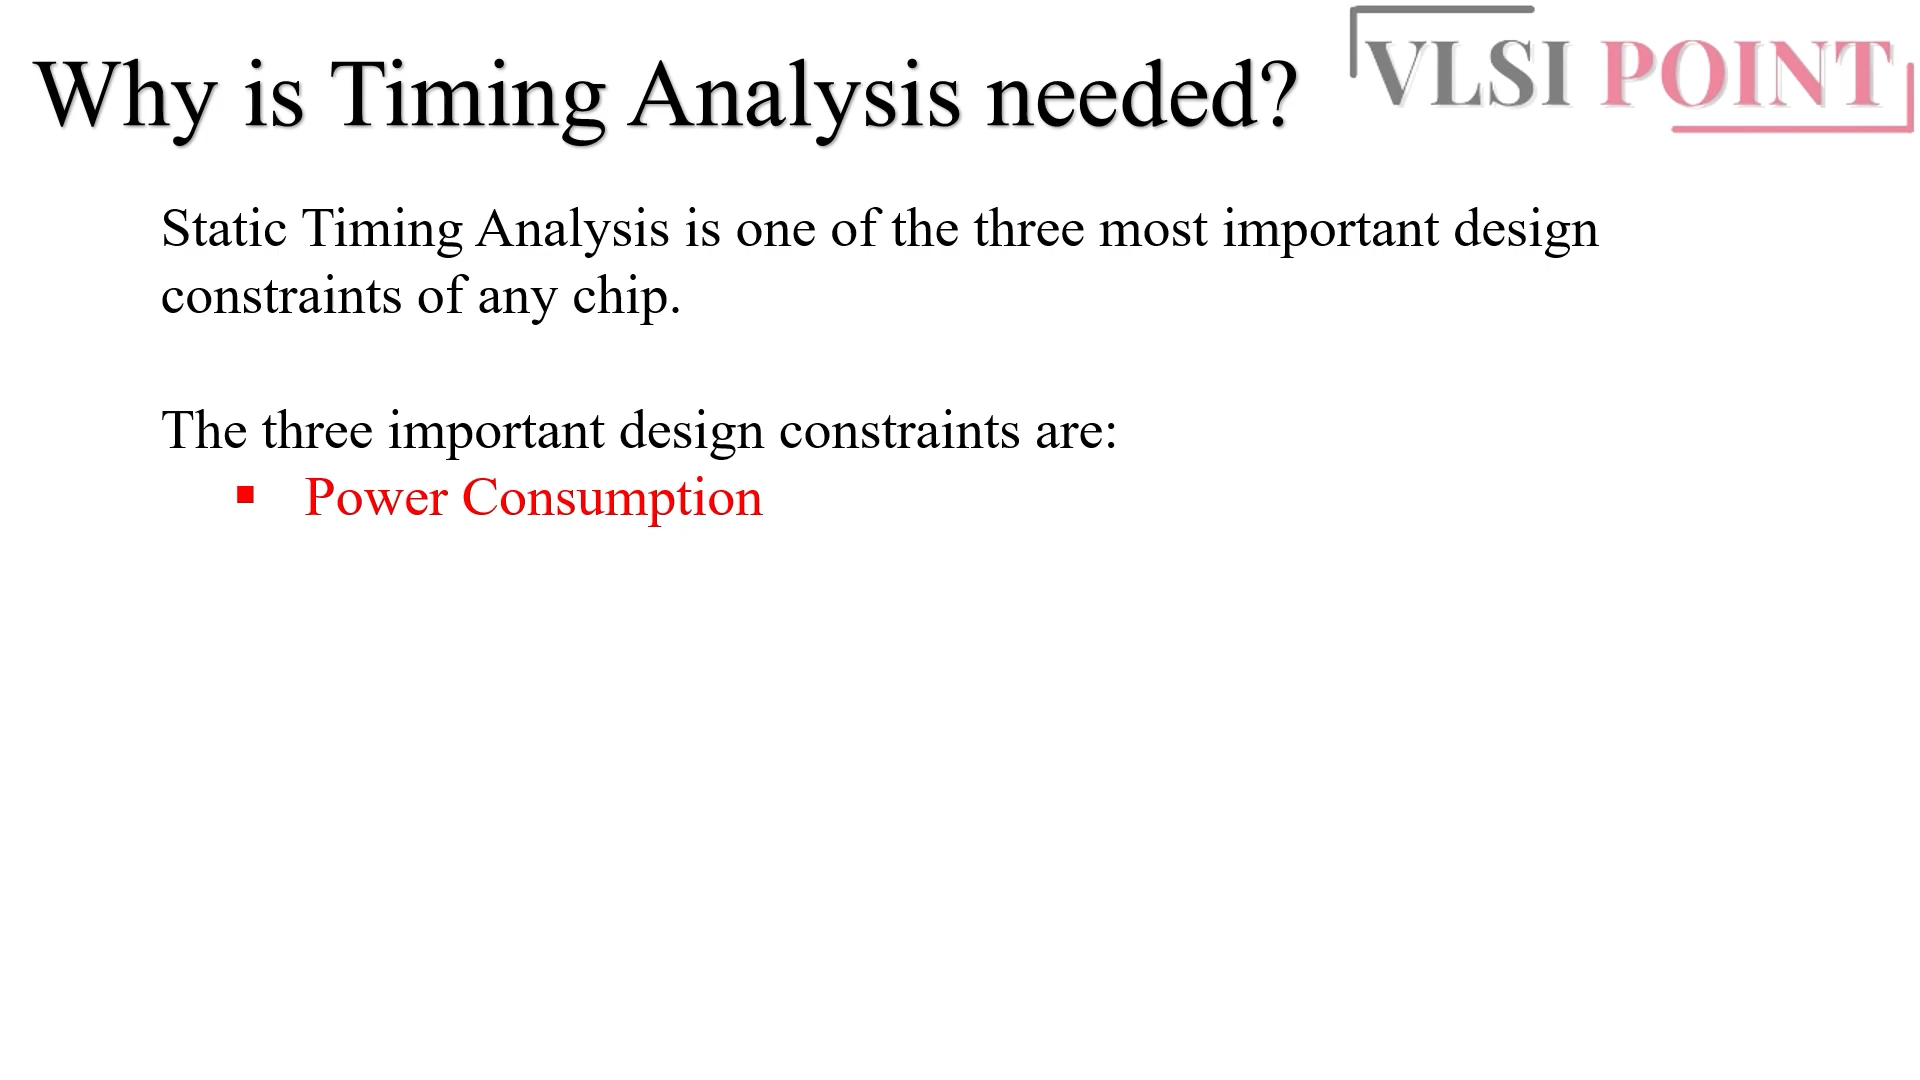 Why is Timing Analysis needed?
VLSI POINT
Static Timing Analysis is one of the three most important design
constraints of any chip.
The three important design constraints are:
▪ Power Consumption